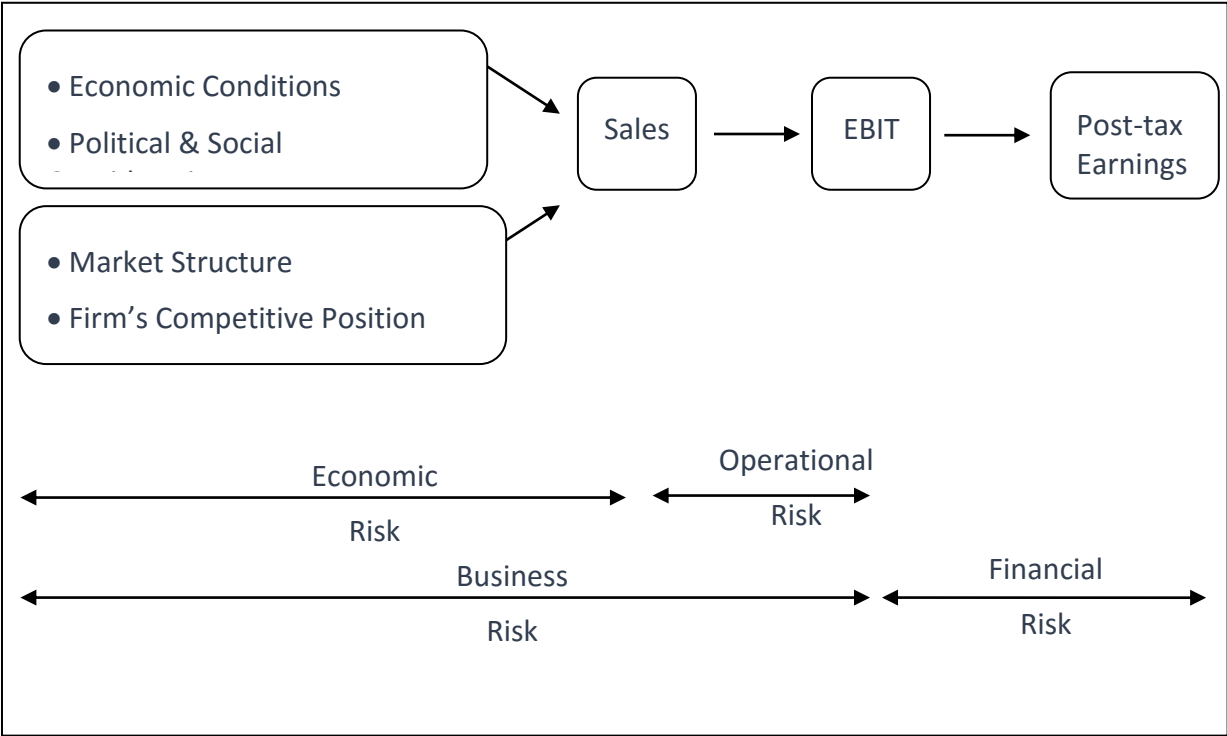 • Economic Conditions
• Political & Social
• Market Structure
• Firm’s Competitive Position
Sales
EBIT
Post-tax
Earnings
Economic
Risk
Operational
Risk
Business
Risk
Financial
Risk